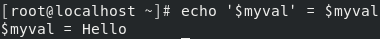 [root@localhost ~]# echo '$myval' = $myval
$myval = Hello